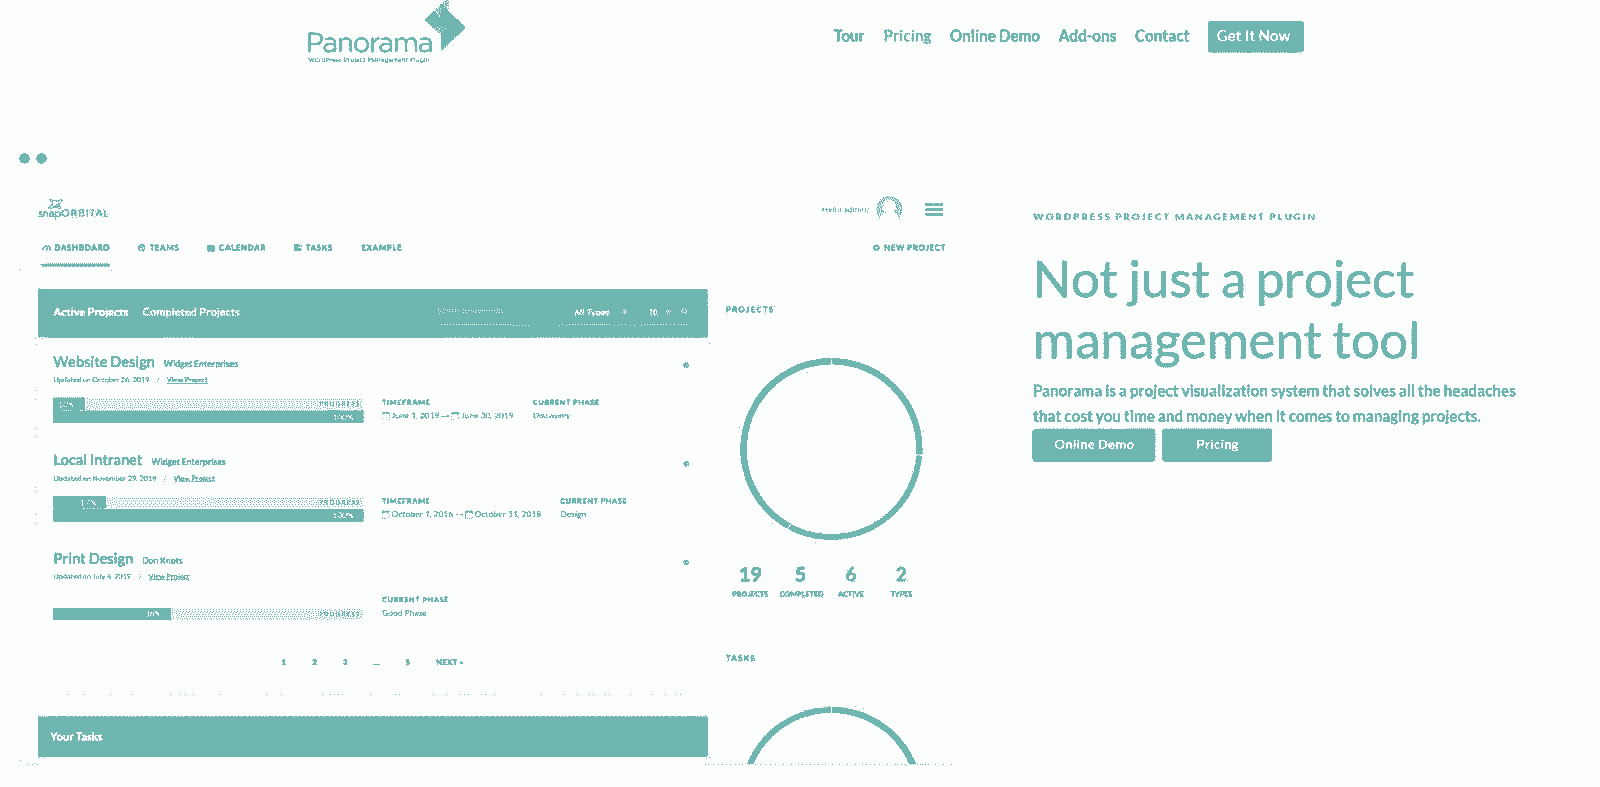 Panorama
WordPress Project Management Plugin
Tour Pricing Online Demo Add-ons Contact Get It Now
snapORBITAL
DASHBOARD TEAMS CALENDAR TASKS EXAMPLE
NEW PROJECT
Active Projects Completed Projects
All Types 10
Website Design Widget Enterprises
Updated on October 26, 2019 / View Project
PROGRESS
100%
TIMEFRAME
June 1, 2019 — June 30, 2019
CURRENT PHASE
Discovery
Local Intranet Widget Enterprises
Updated on November 29, 2018 / View Project
PROGRESS
100%
TIMEFRAME
October 1, 2016 — October 31, 2018
CURRENT PHASE
Design
Print Design Don Knots
Updated on July 6, 2017 / View Project
PROGRESS
CURRENT PHASE
Good Phase
1 2 3 ... 5 NEXT »
Your Tasks
PROJECTS
19 5 6 2
PROJECTS COMPLETED ACTIVE TYPES
TASKS
WORDPRESS PROJECT MANAGEMENT PLUGIN
Not just a project
management tool
Panorama is a project visualization system that solves all the headaches
that cost you time and money when it comes to managing projects.
Online Demo Pricing